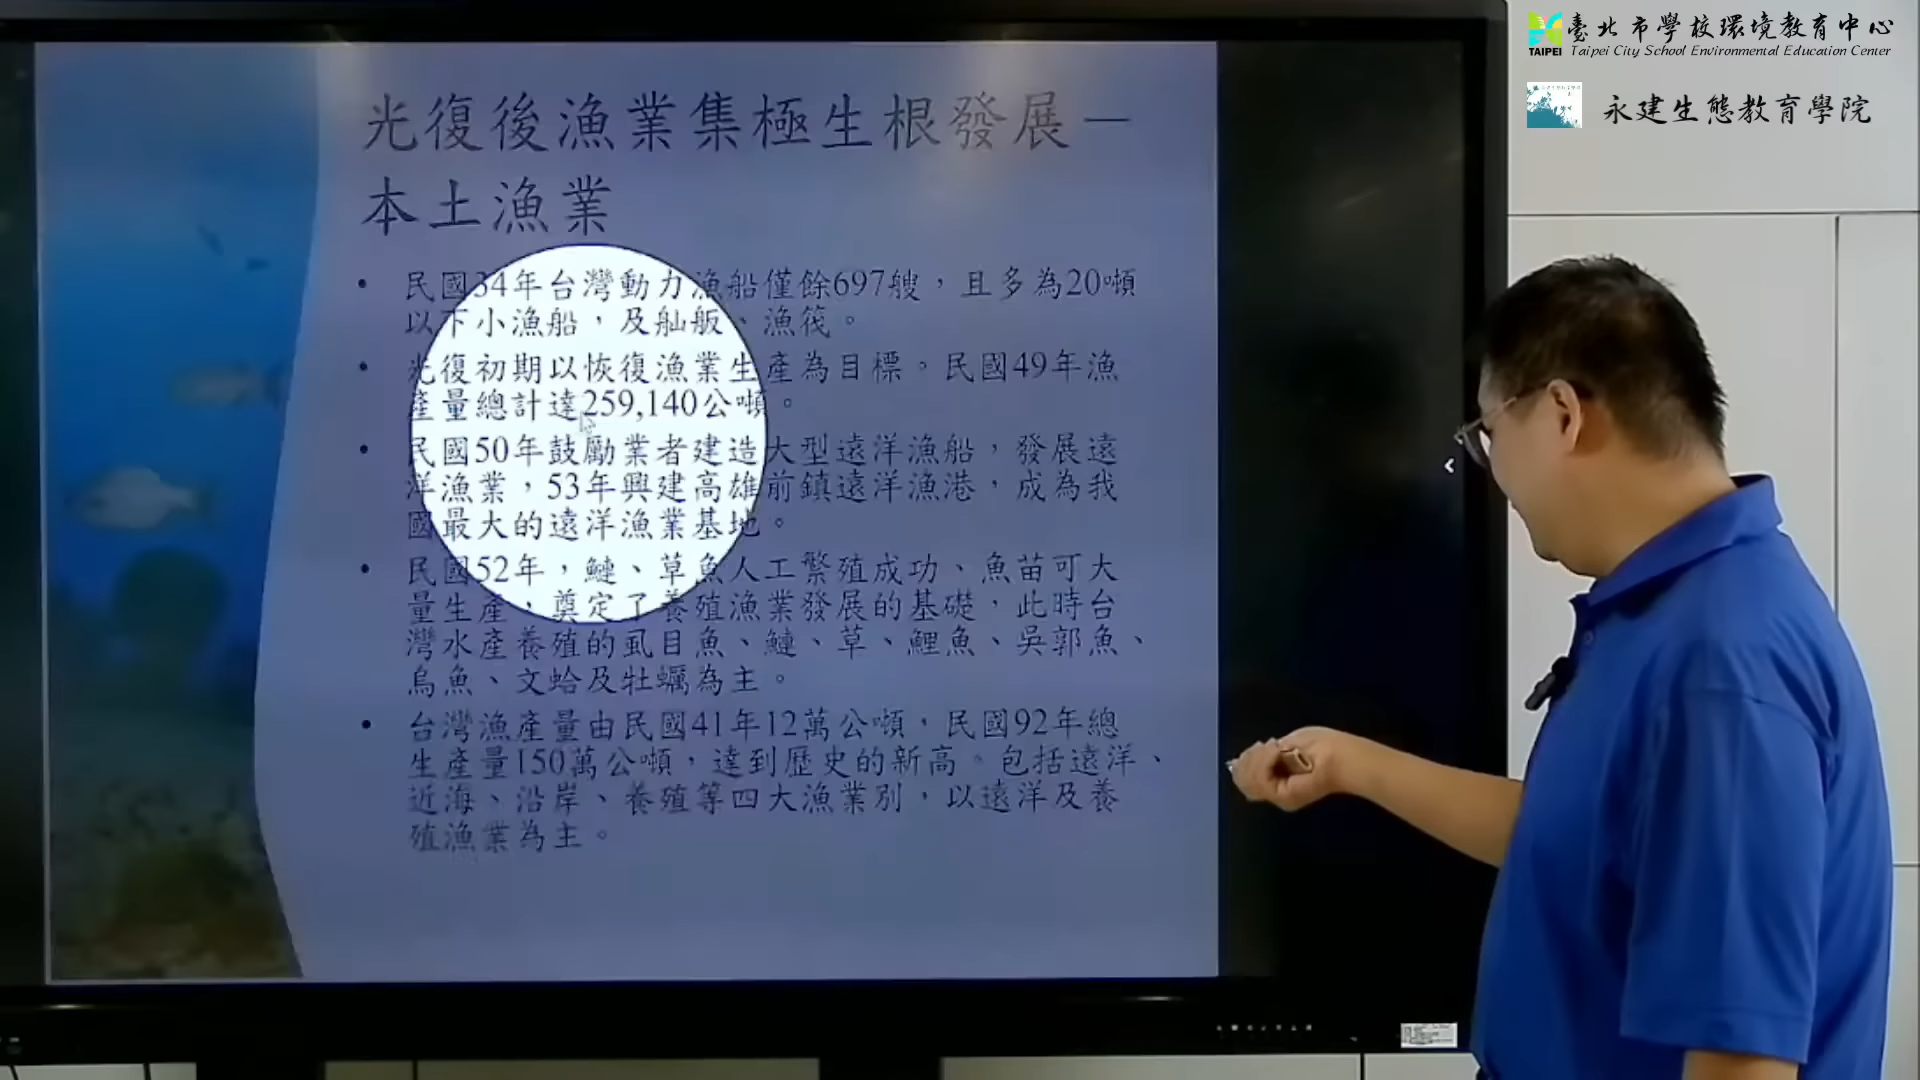 臺北市學校環境教育中心
TAIPEI
Taipei City School Environmental Education Center
永建生態教育學院
光復後漁業集極生根發展—
本土漁業
• 民國34年台灣動力漁船僅餘697艘，且多為20噸
以下小漁船，及舢舨、漁筏。
• 光復初期以恢復漁業生產為目標。民國49年漁
產量總計達259,140公噸。
• 民國50年鼓勵業者建造大型遠洋漁船，發展遠
洋漁業，53年興建高雄前鎮遠洋漁港，成為我
國最大的遠洋漁業基地。
• 民國52年，鰱、草魚人工繁殖成功、魚苗可大
量生產，奠定了養殖漁業發展的基礎，此時台
灣水產養殖的虱目魚、鰱、草、鯉魚、吳郭魚、
烏魚、文蛤及牡蠣為主。
• 台灣漁產量由民國41年12萬公噸，民國92年總
生產量150萬公噸，達到歷史的新高。包括遠洋、
近海、沿岸、養殖等四大漁業別，以遠洋及養
殖漁業為主。